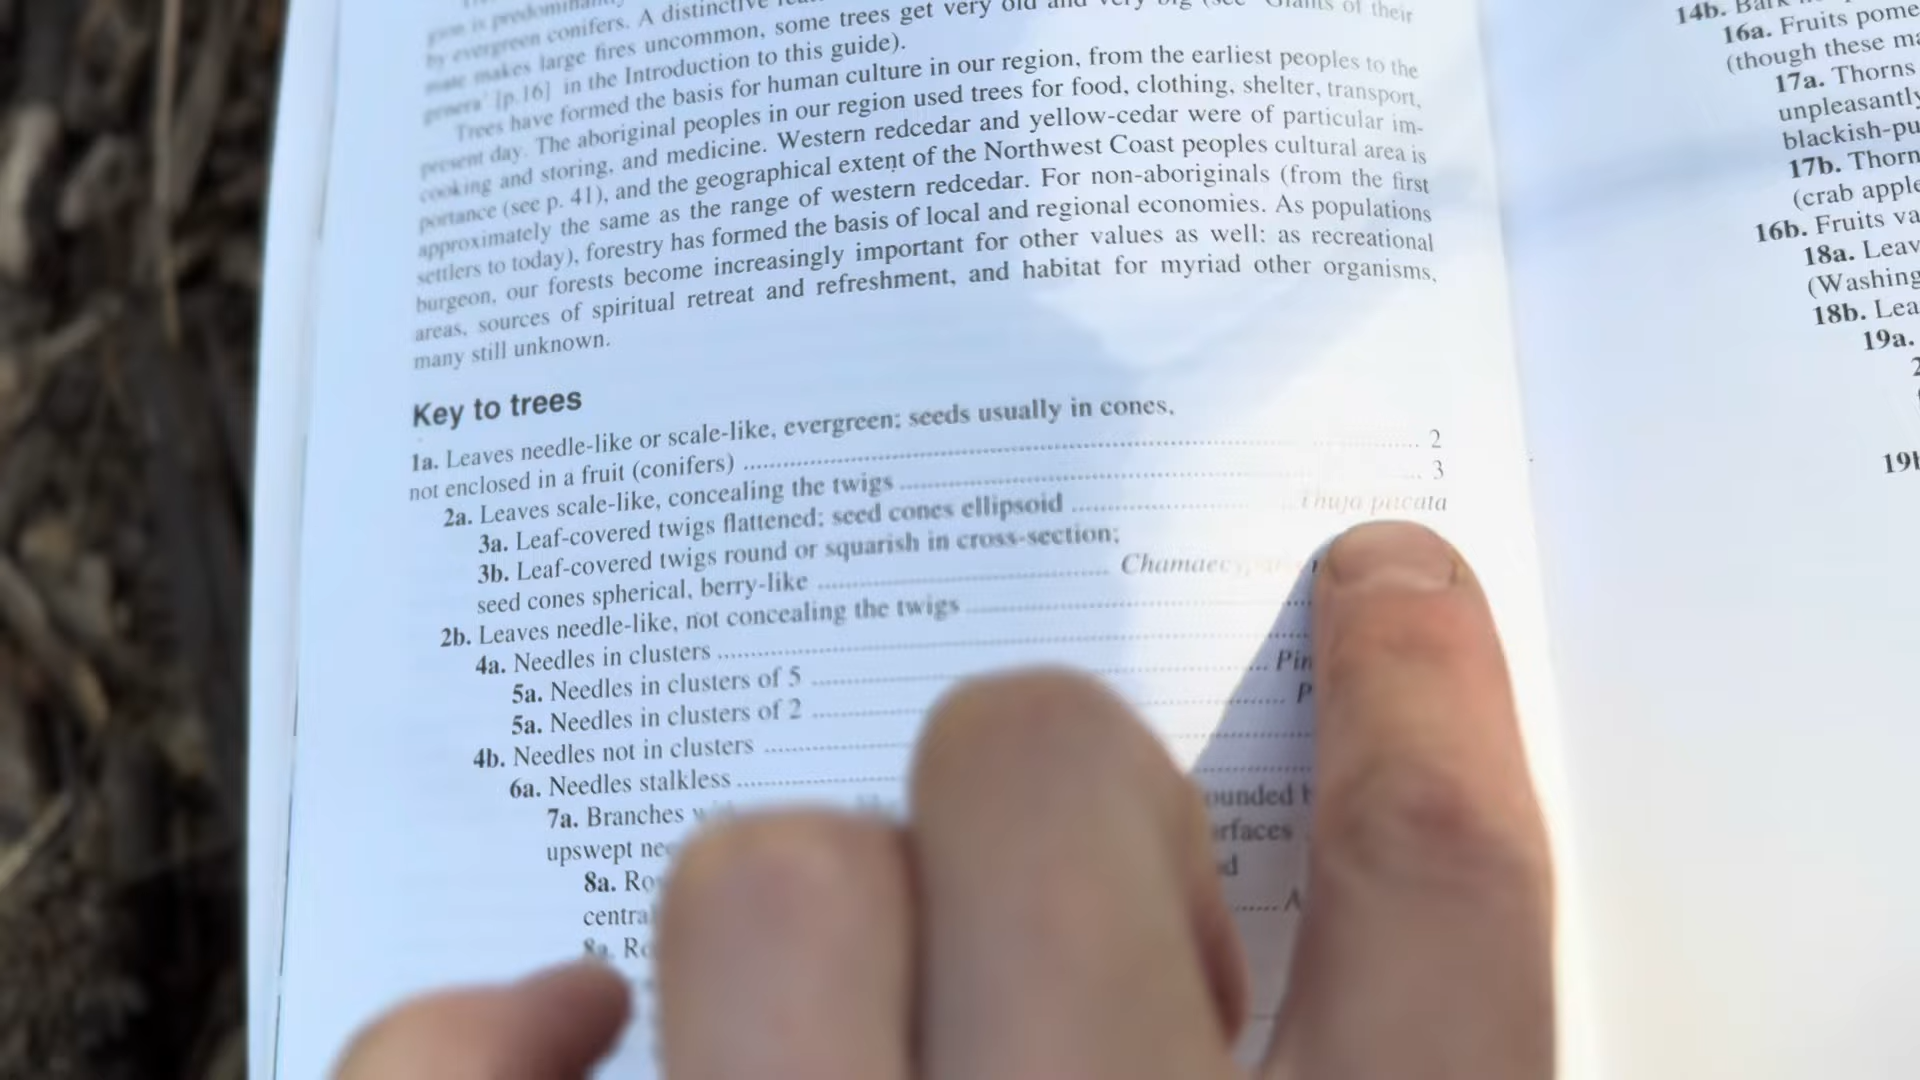 gion is predominantly
by evergreen conifers. A distinctive
mate makes large fires uncommon, some trees get very old and very big (see "Giants of their
genera" [p.16] in the Introduction to this guide).
Trees have formed the basis for human culture in our region, from the earliest peoples to the
present day. The aboriginal peoples in our region used trees for food, clothing, shelter, transport,
cooking and storing, and medicine. Western redcedar and yellow-cedar were of particular im-
portance (see p. 41), and the geographical extent of the Northwest Coast peoples cultural area is
approximately the same as the range of western redcedar. For non-aboriginals (from the first
settlers to today), forestry has formed the basis of local and regional economies. As populations
burgeon, our forests become increasingly important for other values as well: as recreational
areas, sources of spiritual retreat and refreshment, and habitat for myriad other organisms,
many still unknown.
Key to trees
1a. Leaves needle-like or scale-like, evergreen; seeds usually in cones,
not enclosed in a fruit (conifers) ........ 2
2a. Leaves scale-like, concealing the twigs ........ 3
3a. Leaf-covered twigs flattened; seed cones ellipsoid ........ Thuja plicata
3b. Leaf-covered twigs round or squarish in cross-section;
seed cones spherical, berry-like ........
2b. Leaves needle-like, not concealing the twigs ........
4a. Needles in clusters ........
5a. Needles in clusters of 5 ........ Pin
5a. Needles in clusters of 2 ........ P
4b. Needles not in clusters ........
6a. Needles stalkless ........
7a. Branches ounded
upswept rfaces
8a.
central ...... A
8a.
14b. Bark
16a. Fruits pome
(though these ma
17a. Thorns
unpleasantly
blackish-pu
17b. Thorn
(crab apple
16b. Fruits va
18a. Leav
(Washing
18b. Lea
19a.
2
19b